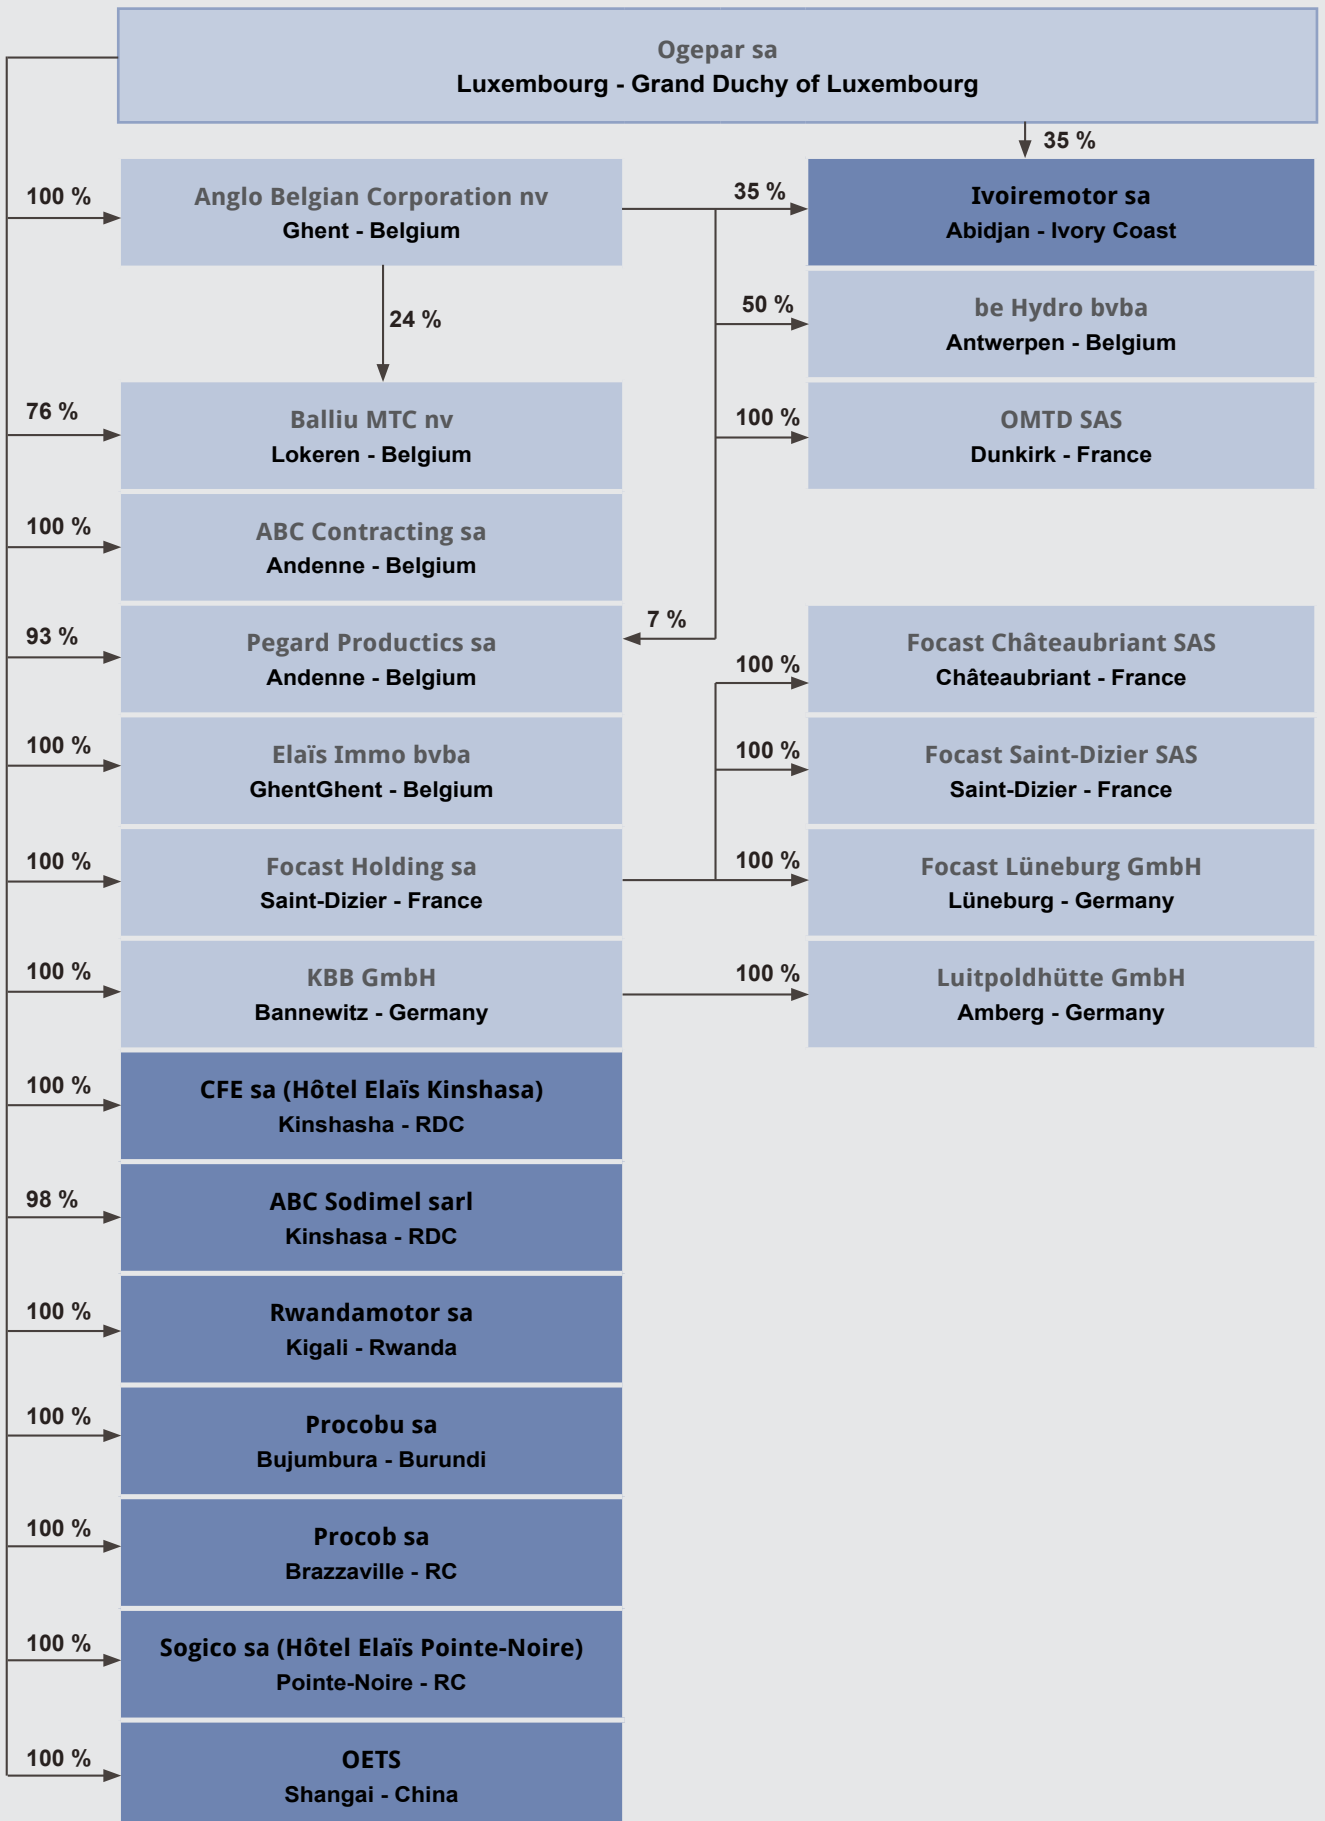 Ogepar sa
Luxembourg - Grand Duchy of Luxembourg
35 %
100 %
Anglo Belgian Corporation nv
Ghent - Belgium
35 %
Ivoiremotor sa
Abidjan - Ivory Coast
24 %
50 %
be Hydro bvba
Antwerpen - Belgium
76 %
Balliu MTC nv
Lokeren - Belgium
100 %
OMTD SAS
Dunkirk - France
100 %
ABC Contracting sa
Andenne - Belgium
93 %
Pegard Productics sa
Andenne - Belgium
7 %
100 %
Focast Châteaubriant SAS
Châteaubriant - France
100 %
Elaïs Immo bvba
GhentGhent - Belgium
100 %
Focast Saint-Dizier SAS
Saint-Dizier - France
100 %
Focast Holding sa
Saint-Dizier - France
100 %
Focast Lüneburg GmbH
Lüneburg - Germany
100 %
KBB GmbH
Bannewitz - Germany
100 %
Luitpoldhütte GmbH
Amberg - Germany
100 %
CFE sa (Hôtel Elaïs Kinshasa)
Kinshasha - RDC
98 %
ABC Sodimel sarl
Kinshasa - RDC
100 %
Rwandamotor sa
Kigali - Rwanda
100 %
Procobu sa
Bujumbura - Burundi
100 %
Procob sa
Brazzaville - RC
100 %
Sogico sa (Hôtel Elaïs Pointe-Noire)
Pointe-Noire - RC
100 %
OETS
Shangai - China